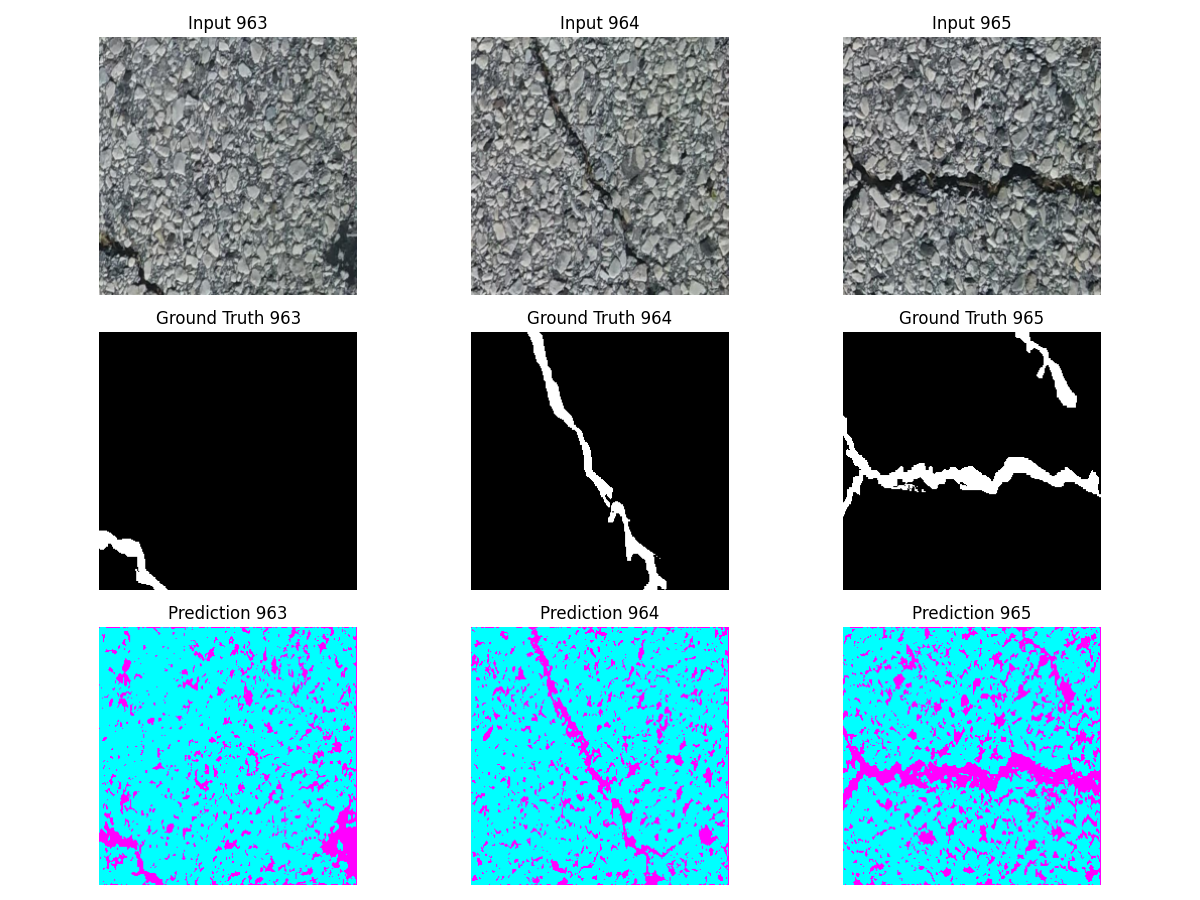 Input 963
Input 964
Input 965
Ground Truth 963
Ground Truth 964
Ground Truth 965
Prediction 963
Prediction 964
Prediction 965